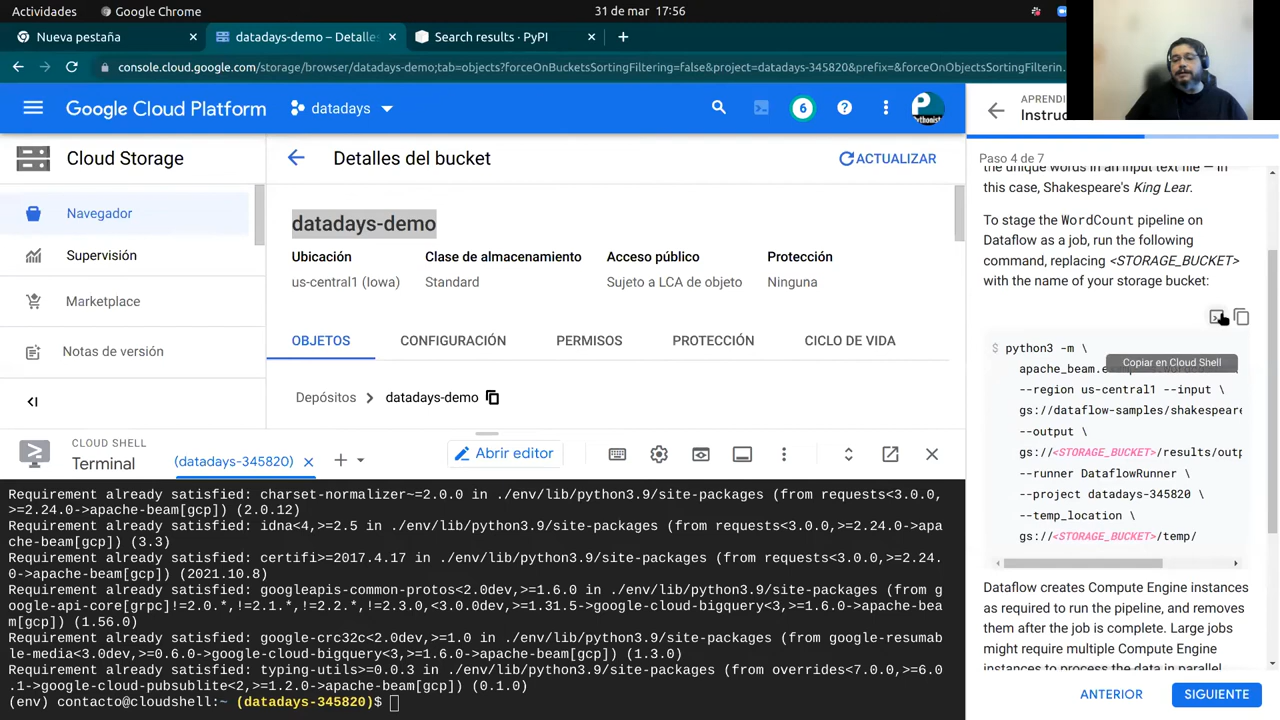 Actividades
Google Chrome
31 de mar 17:56
Nueva pestaña
datadays-demo – Detalles
Search results · PyPI
console.cloud.google.com/storage/browser/datadays-demo;tab=objects?forceOnBucketsSortingFiltering=false&project=datadays-345820&prefix=&forceOnObjectsSortingFilterin...
Google Cloud Platform
datadays
6
Cloud Storage
Navegador
Supervisión
Marketplace
Notas de versión
Detalles del bucket
ACTUALIZAR
datadays-demo
Ubicación
Clase de almacenamiento
Acceso público
Protección
us-central1 (Iowa)
Standard
Sujeto a LCA de objeto
Ninguna
OBJETOS
CONFIGURACIÓN
PERMISOS
PROTECCIÓN
CICLO DE VIDA
Depósitos
datadays-demo
CLOUD SHELL
Terminal
(datadays-345820)
Abrir editor
Requirement already satisfied: charset-normalizer~=2.0.0 in ./env/lib/python3.9/site-packages (from requests<3.0.0,
>=2.24.0->apache-beam[gcp]) (2.0.12)
Requirement already satisfied: idna<4,>=2.5 in ./env/lib/python3.9/site-packages (from requests<3.0.0,>=2.24.0->apa
che-beam[gcp]) (3.3)
Requirement already satisfied: certifi>=2017.4.17 in ./env/lib/python3.9/site-packages (from requests<3.0.0,>=2.24.
0->apache-beam[gcp]) (2021.10.8)
Requirement already satisfied: googleapis-common-protos<2.0dev,>=1.6.0 in ./env/lib/python3.9/site-packages (from g
oogle-api-core[grpc]!=2.0.*,!=2.1.*,!=2.2.*,!=2.3.0,<3.0.0dev,>=1.31.5->google-cloud-bigquery<3,>=1.6.0->apache-bea
m[gcp]) (1.56.0)
Requirement already satisfied: google-crc32c<2.0dev,>=1.0 in ./env/lib/python3.9/site-packages (from google-resumab
le-media<3.0dev,>=0.6.0->google-cloud-bigquery<3,>=1.6.0->apache-beam[gcp]) (1.3.0)
Requirement already satisfied: typing-utils>=0.0.3 in ./env/lib/python3.9/site-packages (from overrides<7.0.0,>=6.0
.1->google-cloud-pubsublite<2,>=1.2.0->apache-beam[gcp]) (0.1.0)
(env) contacto@cloudshell:~ (datadays-345820)$
APRENDI
Instruc
Paso 4 de 7
the unique words in an input text file — in
this case, Shakespeare's King Lear.
To stage the WordCount pipeline on
Dataflow as a job, run the following
command, replacing <STORAGE_BUCKET>
with the name of your storage bucket:
$ python3 -m \
Copiar en Cloud Shell
apache_beam.e
--region us-central1 --input \
gs://dataflow-samples/shakespeare
--output \
gs://<STORAGE_BUCKET>/results/outp
--runner DataflowRunner \
--project datadays-345820 \
--temp_location \
gs://<STORAGE_BUCKET>/temp/
Dataflow creates Compute Engine instances
as required to run the pipeline, and removes
them after the job is complete. Large jobs
might require multiple Compute Engine
instances to process the data in parallel
ANTERIOR
SIGUIENTE